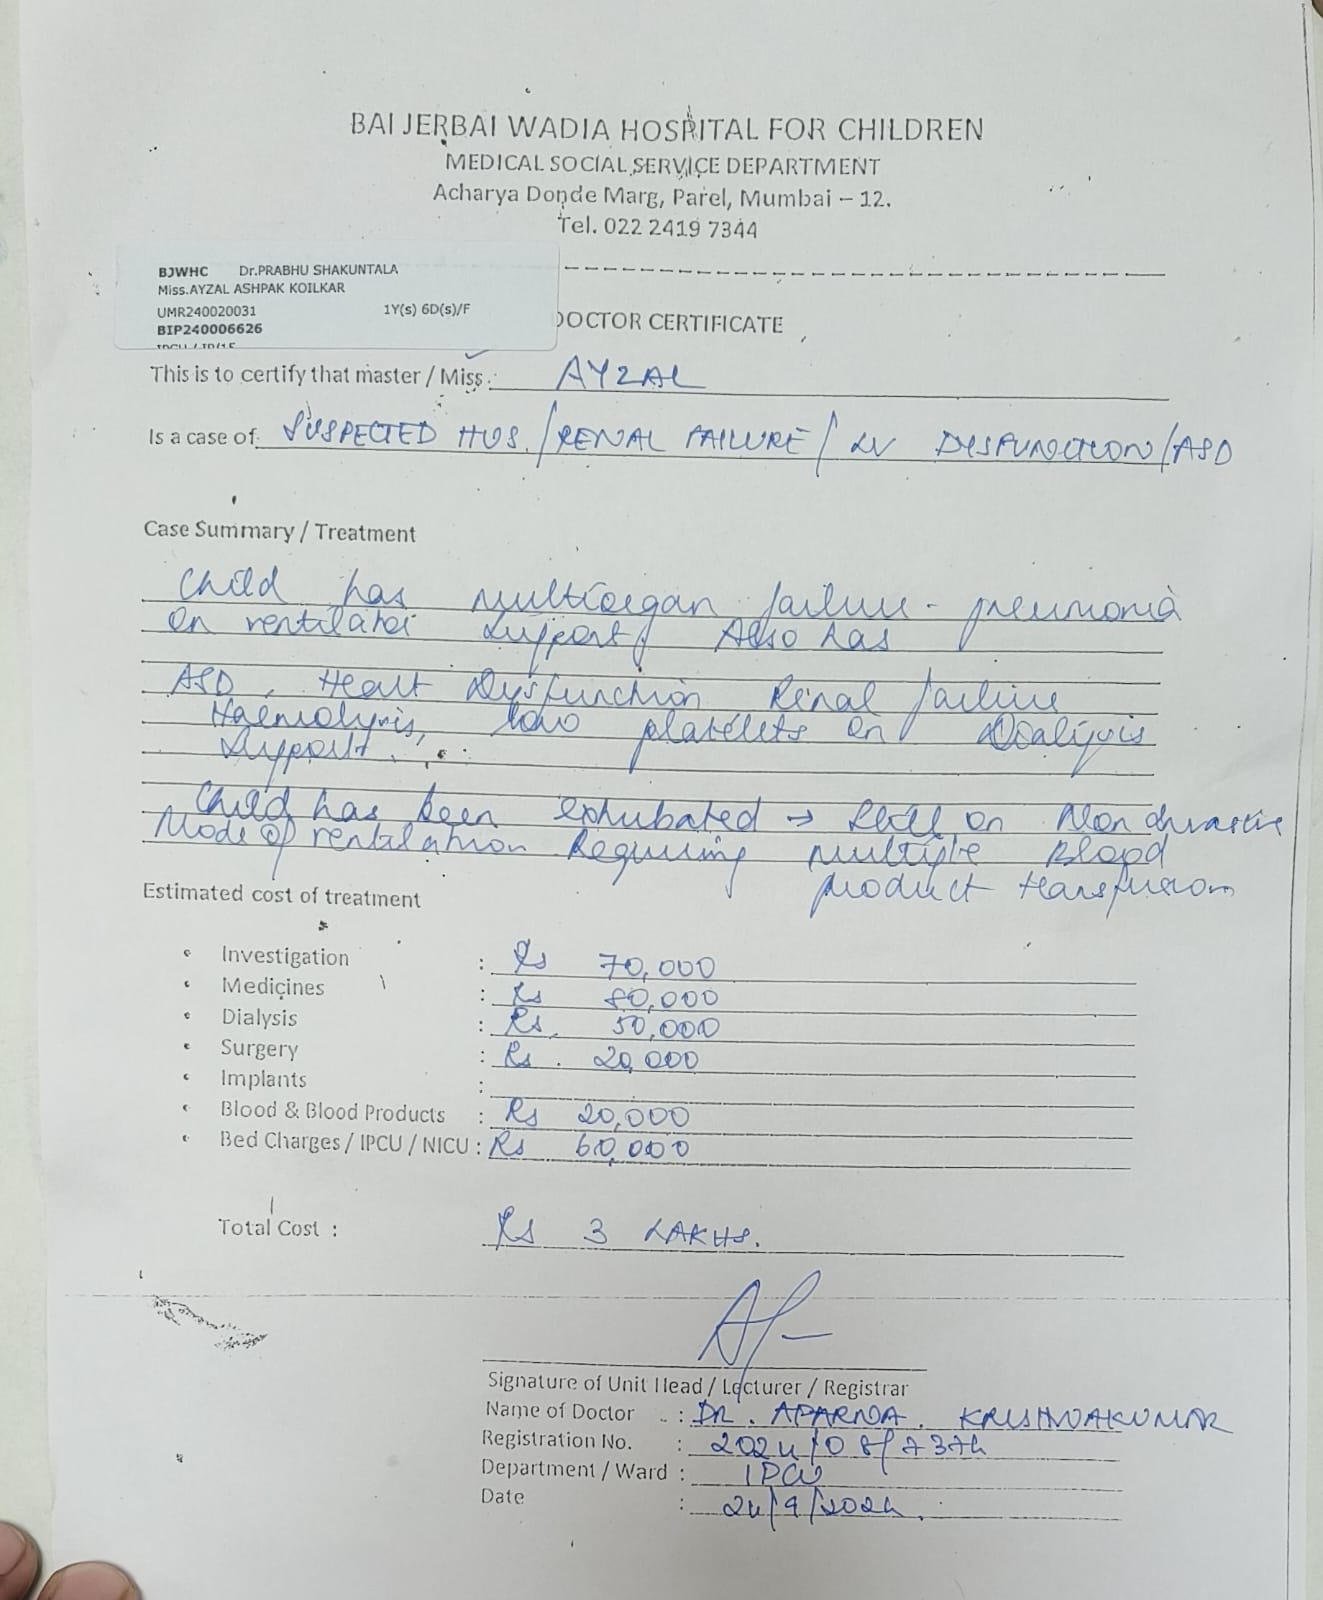 BAI JERBAI WADIA HOSPITAL FOR CHILDREN
MEDICAL SOCIAL SERVICE DEPARTMENT
Acharya Donde Marg, Parel, Mumbai – 12.
Tel. 022 2419 7344
BJWHC Dr.PRABHU SHAKUNTALA
Miss.AYZAL ASHPAK KOILKAR
UMR240020031 1Y(s) 6D(s)/F
BIP240006626
DOCTOR CERTIFICATE
This is to certify that master / Miss : AYZAL
Is a case of SUSPECTED HUS / RENAL FAILURE / LV DYSFUNCTION / ASD
Case Summary / Treatment
Child has multiorgan failure - pneumonia
on ventilator support Also has
ASD, Heart Dysfunction Renal failure
Haemolysis, low platelets on Dialysis
support.
Child has been extubated → still on Non invasive
Mode of ventilation Requiring multiple Blood
product transfusion
Estimated cost of treatment
• Investigation : Rs 70,000
• Medicines : Rs 80,000
• Dialysis : Rs. 50,000
• Surgery : Rs. 20,000
• Implants :
• Blood & Blood Products : Rs 20,000
• Bed Charges / IPCU / NICU : Rs 60,000
Total Cost : Rs 3 LAKHS.
Signature of Unit Head / Lecturer / Registrar
Name of Doctor : DR. APARNA. KRISHNAKUMAR
Registration No. : 2024/08/
Department / Ward : IPCU
Date : 24/9/2024.